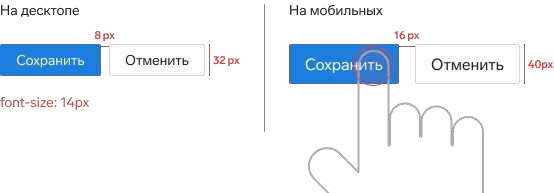 На десктопе
8 px
Сохранить
Отменить
32 px
font-size: 14px
На мобильных
16 px
Сохранить
Отменить
40px